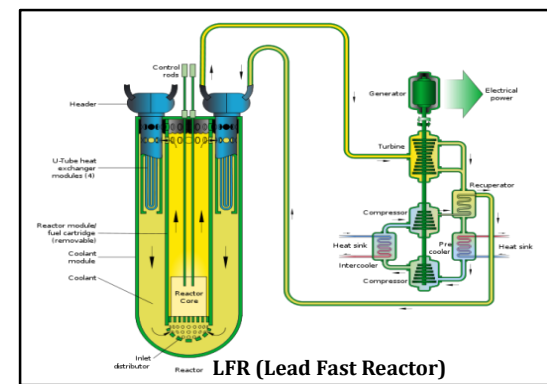 Control
rods
Header
U-Tube heat
exchanger
modules (4)
Reactor module/
fuel cartridge
(removable)
Coolant
module
Coolant
Reactor
Core
Inlet
distributor
Reactor
Generator
Electrical
power
Turbine
Recuperator
Compressor
Heat sink
Intercooler
Pre
cooler
Heat sink
Compressor
LFR (Lead Fast Reactor)